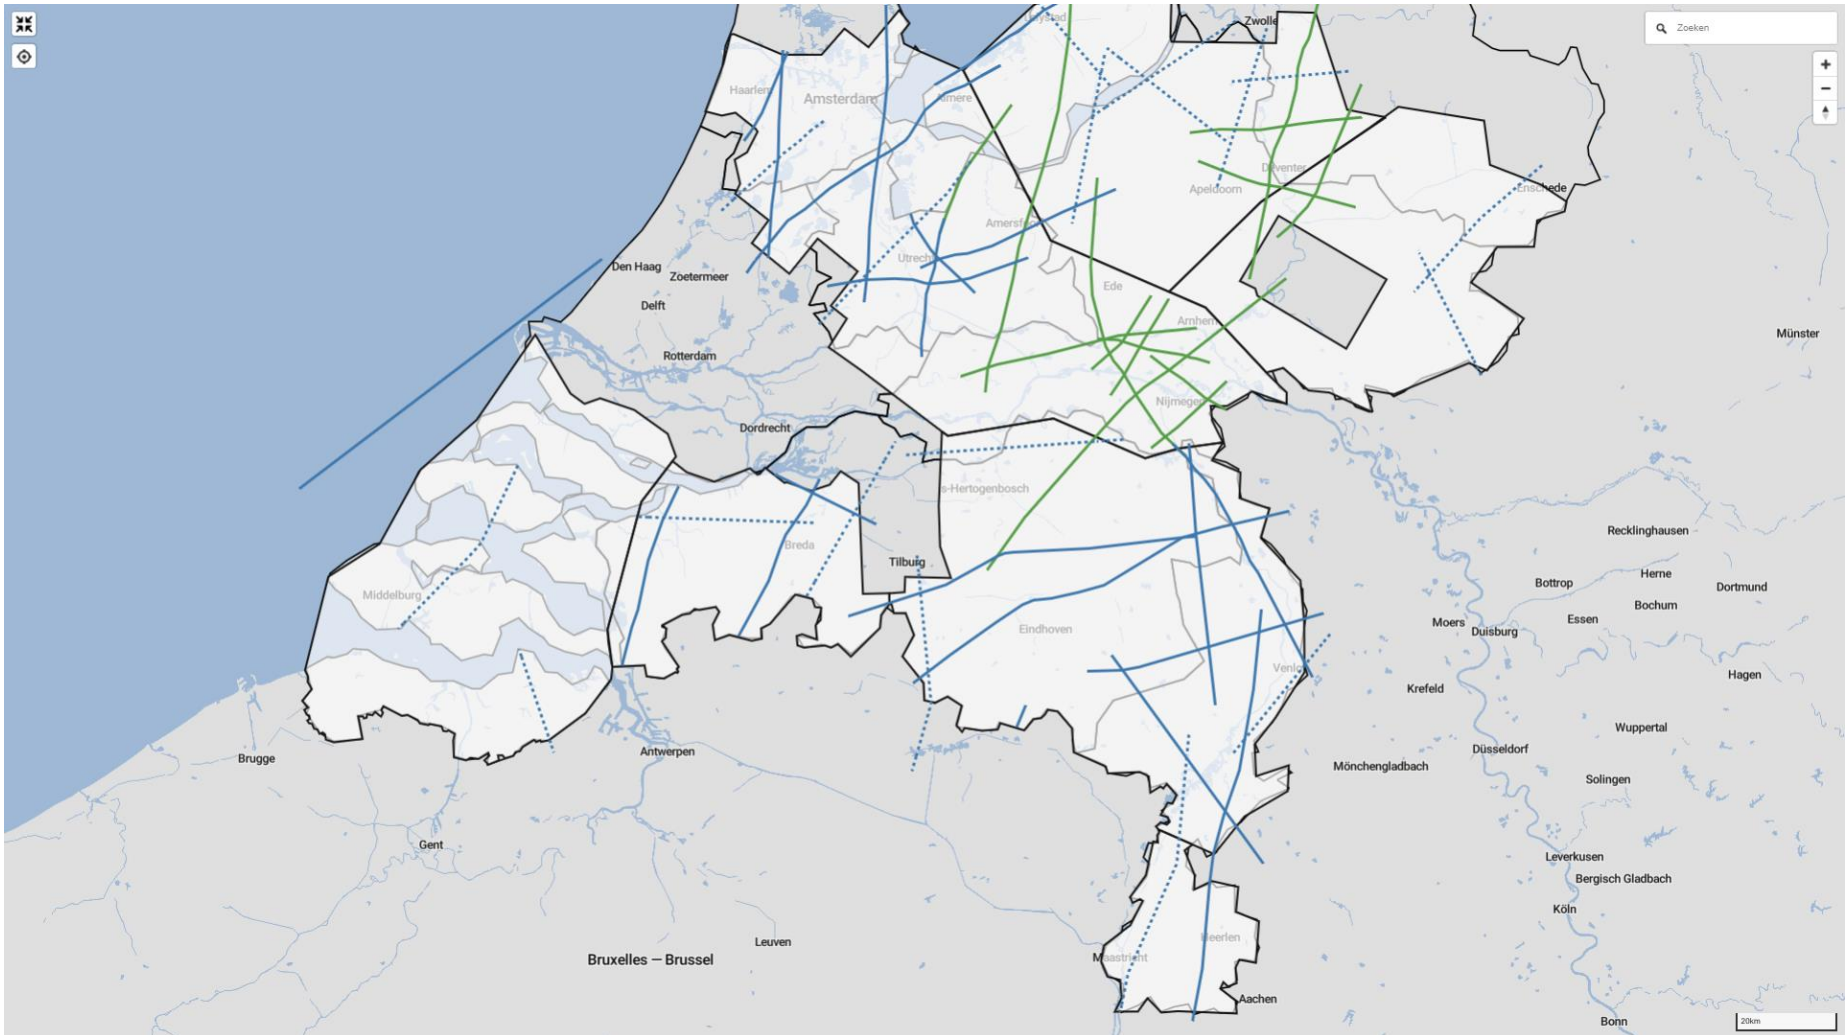 Zwolle
Zoeken
Haarlem
Amsterdam
Almere
Deventer
Apeldoorn
Enschede
Amersfoort
Den Haag
Zoetermeer
Utrecht
Ede
Delft
Arnhem
Münster
Rotterdam
Nijmegen
Dordrecht
s-Hertogenbosch
Recklinghausen
Breda
Tilburg
Bottrop
Herne
Dortmund
Middelburg
Bochum
Essen
Moers
Duisburg
Eindhoven
Venlo
Hagen
Krefeld
Wuppertal
Düsseldorf
Antwerpen
Brugge
Mönchengladbach
Solingen
Gent
Leverkusen
Bergisch Gladbach
Köln
Heerlen
Leuven
Maastricht
Bruxelles — Brussel
Aachen
Bonn
20km